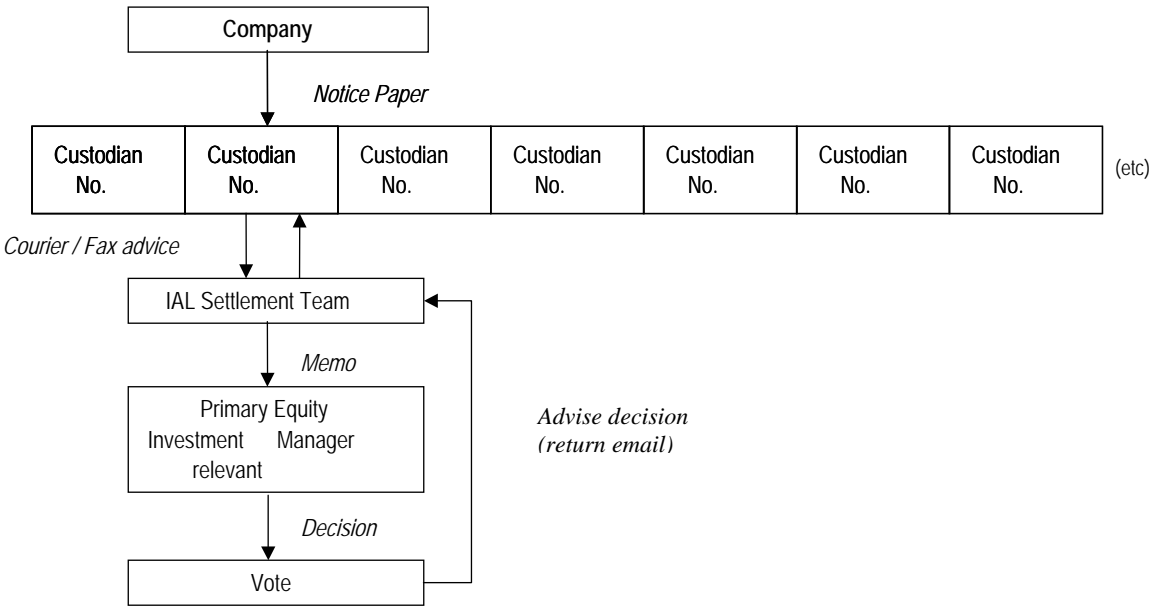 Company
Notice Paper
Custodian Custodian Custodian Custodian Custodian Custodian Custodian
No. No. No. No. No. No. No.
(etc)
Courier / Fax advice
IAL Settlement Team
Memo
Primary Equity
Investment Manager
relevant
Advise decision
(return email)
Decision
Vote